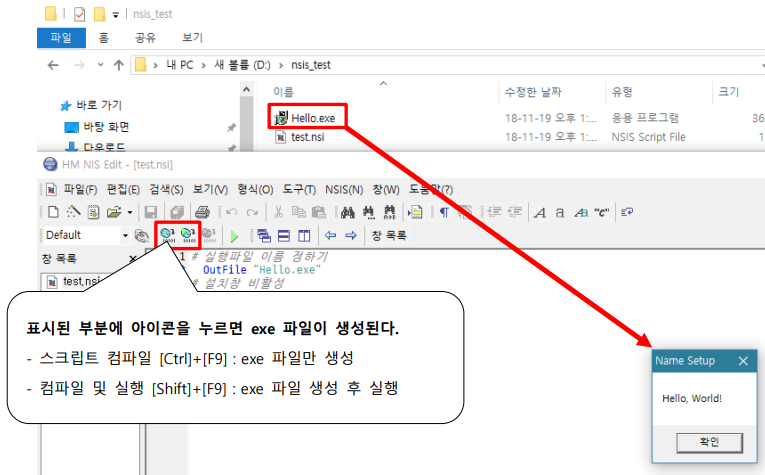 nsis_test
파일 홈 공유 보기
내 PC > 새 볼륨 (D:) > nsis_test
이름 수정한 날짜 유형 크기
바로 가기
Hello.exe 18-11-19 오후 1:... 응용 프로그램 36
바탕 화면
test.nsi 18-11-19 오후 1:... NSIS Script File 1
다운로드
HM NIS Edit - [test.nsi]
파일(F) 편집(E) 검색(S) 보기(V) 형식(O) 도구(T) NSIS(N) 창(W) 도움말(?)
Default 창 목록
창 목록 x
1 # 실행파일 이름 정하기
OutFile "Hello.exe"
# 설치창 비활성
test.nsi
표시된 부분에 아이콘을 누르면 exe 파일이 생성된다.
- 스크립트 컴파일 [Ctrl]+[F9] : exe 파일만 생성
- 컴파일 및 실행 [Shift]+[F9] : exe 파일 생성 후 실행
Name Setup
Hello, World!
확인